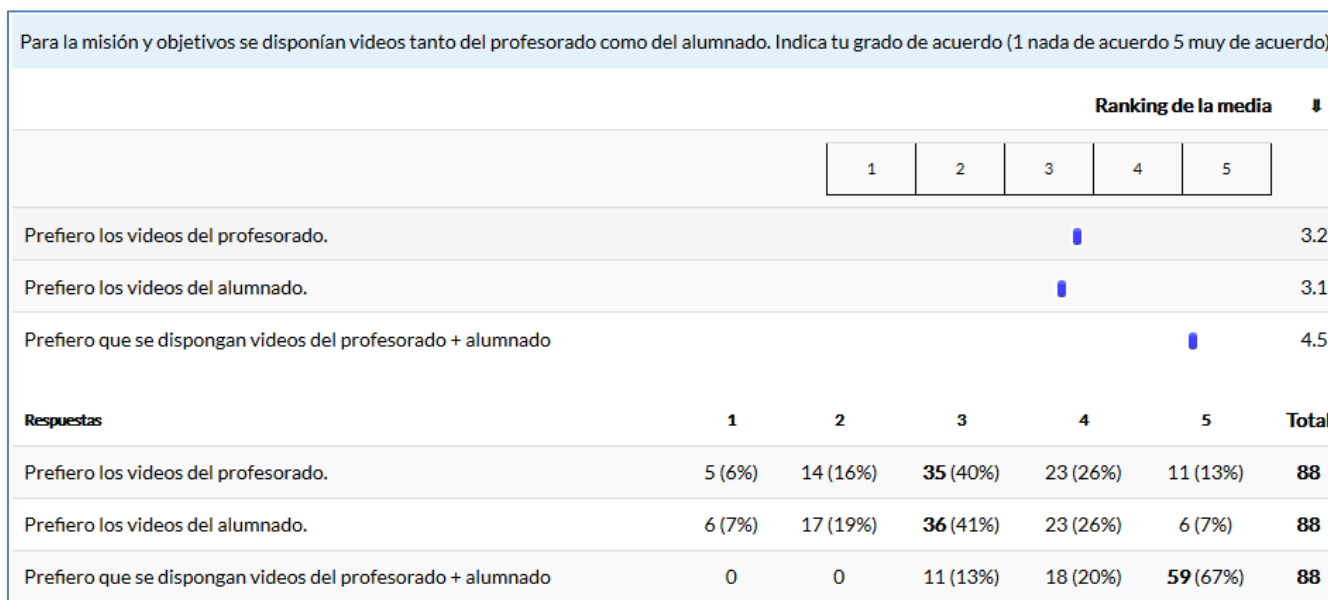 Para la misión y objetivos se disponían videos tanto del profesorado como del alumnado. Indica tu grado de acuerdo (1 nada de acuerdo 5 muy de acuerdo)
Ranking de la media ⬇
1 2 3 4 5
Prefiero los videos del profesorado. 3.2
Prefiero los videos del alumnado. 3.1
Prefiero que se dispongan videos del profesorado + alumnado 4.5
Respuestas 1 2 3 4 5 Total
Prefiero los videos del profesorado. 5 (6%) 14 (16%) 35 (40%) 23 (26%) 11 (13%) 88
Prefiero los videos del alumnado. 6 (7%) 17 (19%) 36 (41%) 23 (26%) 6 (7%) 88
Prefiero que se dispongan videos del profesorado + alumnado 0 0 11 (13%) 18 (20%) 59 (67%) 88